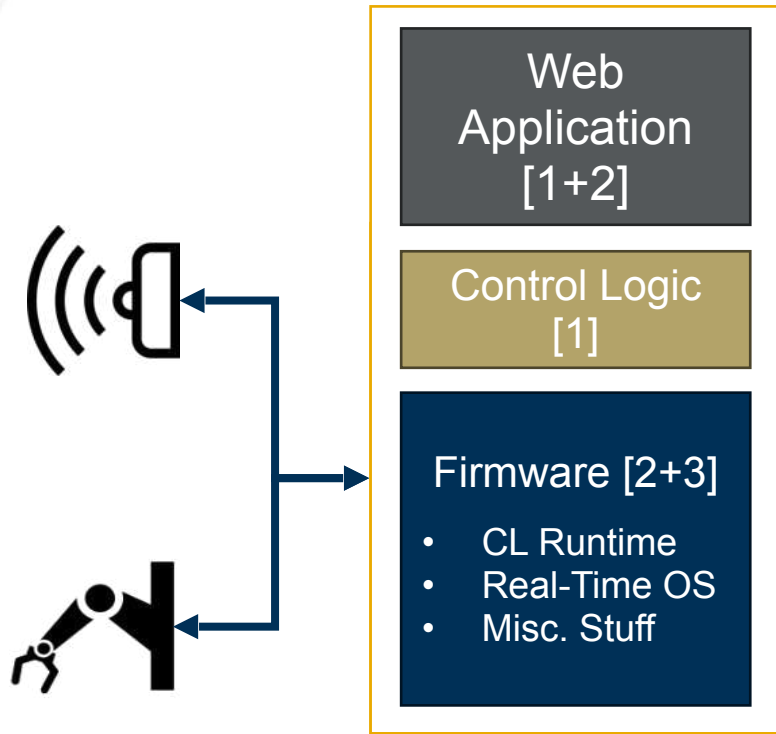 Web
Application
[1+2]
Control Logic
[1]
Firmware [2+3]
• CL Runtime
• Real-Time OS
• Misc. Stuff